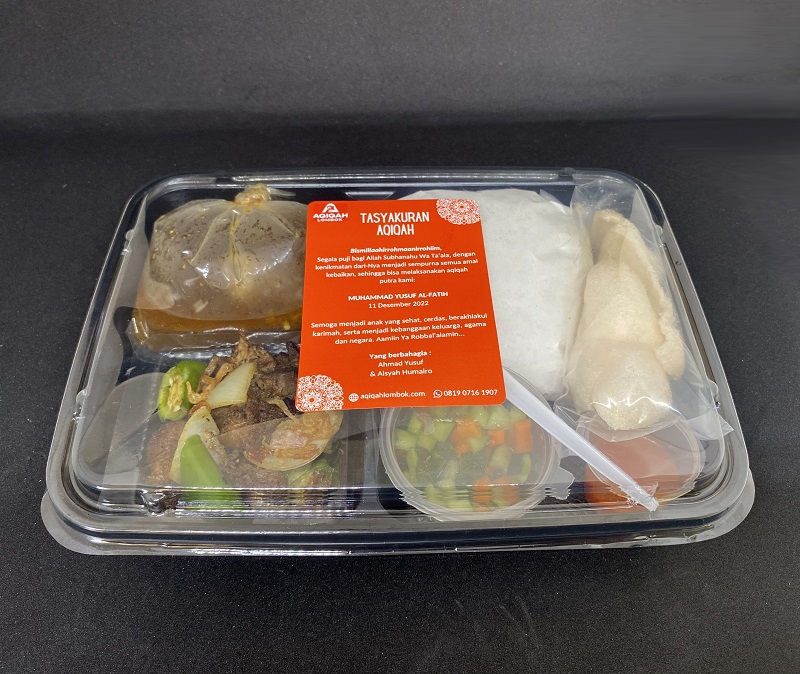 AQIQAH
LOMBOK
TASYAKURAN
AQIQAH
Bismillaahirrohmaanirrohiim,
Segala puji bagi Allah Subhanahu Wa Ta'ala, dengan
kenikmatan dari-Nya menjadi sempurna semua amal
kebaikan, sehingga bisa melaksanakan aqiqah
putra kami:
MUHAMMAD YUSUF AL-FATIH
11 Desember 2022
Semoga menjadi anak yang sehat, cerdas, berakhlakul
karimah, serta menjadi kebanggaan keluarga, agama
dan negara. Aamiin Ya Robbal'alamin...
Yang berbahagia :
Ahmad Yusuf
& Aisyah Humairo
aqiqahlombok.com 0819 0716 1907